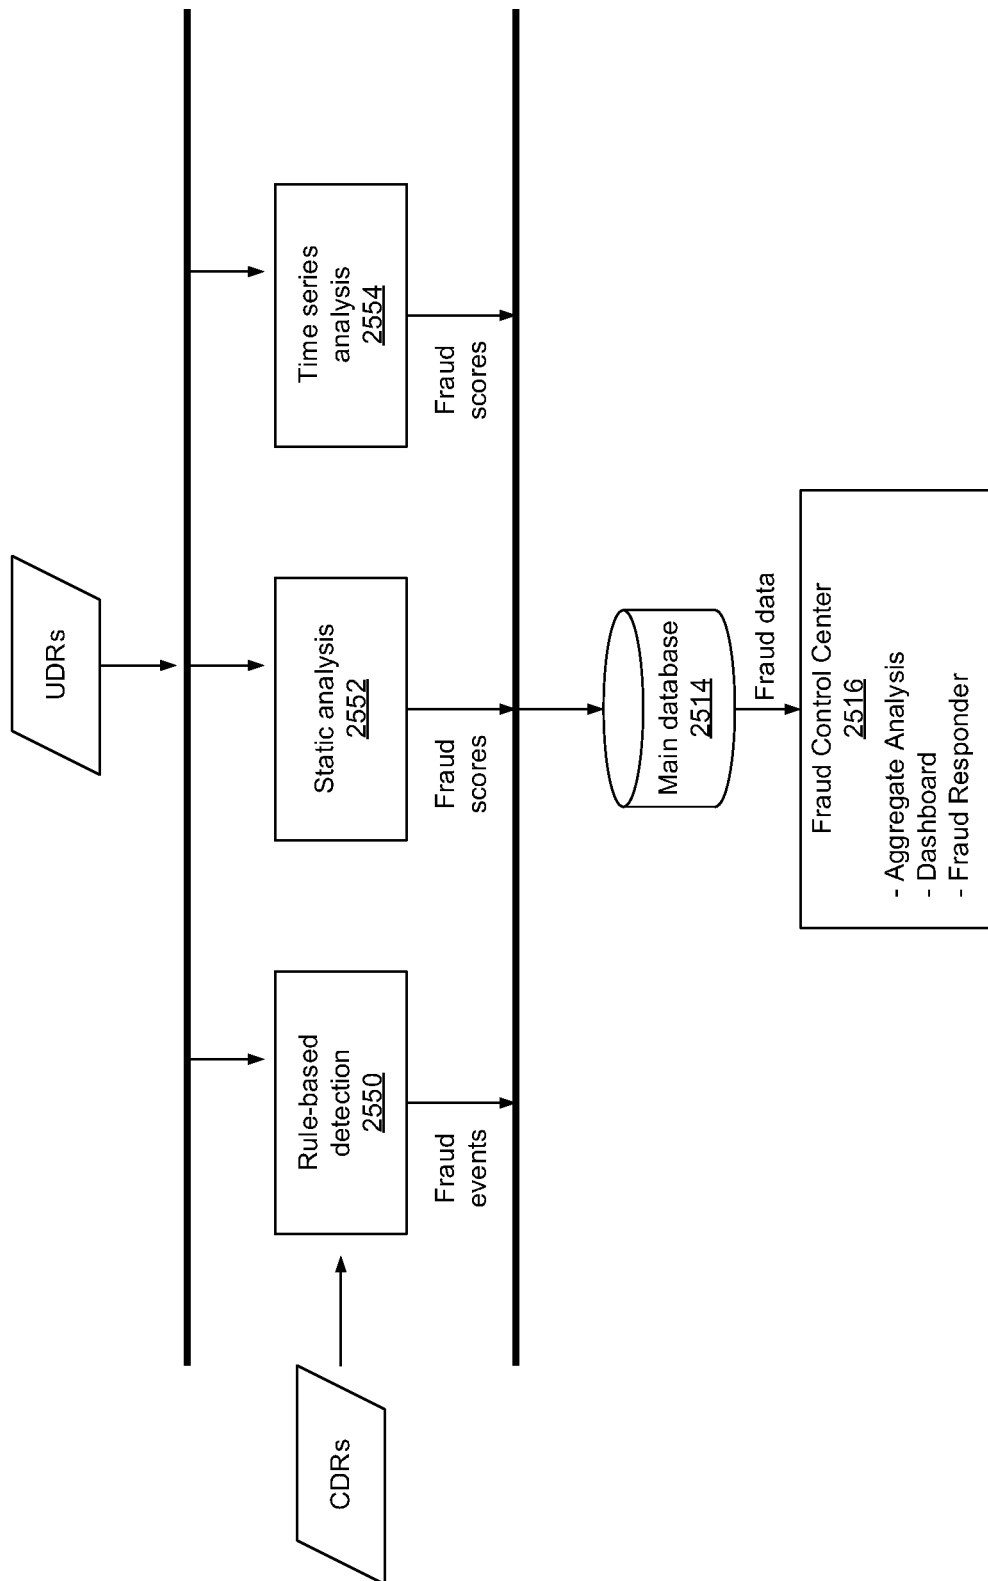 UDRs
CDRs
Rule-based
detection
2550
Static analysis
2552
Time series
analysis
2554
Fraud
events
Fraud
scores
Fraud
scores
Main database
2514
Fraud data
Fraud Control Center
2516
- Aggregate Analysis
- Dashboard
- Fraud Responder